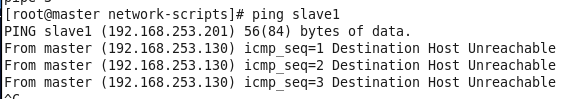 [root@master network-scripts]# ping slave1
PING slave1 (192.168.253.201) 56(84) bytes of data.
From master (192.168.253.130) icmp_seq=1 Destination Host Unreachable
From master (192.168.253.130) icmp_seq=2 Destination Host Unreachable
From master (192.168.253.130) icmp_seq=3 Destination Host Unreachable